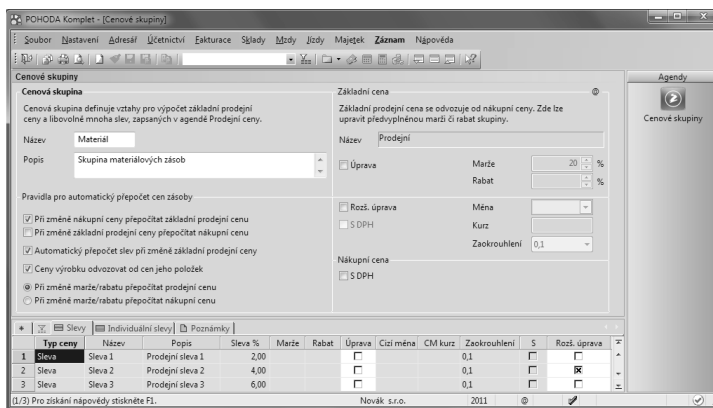 POHODA Komplet - [Cenové skupiny]
Soubor Nastavení Adresář Účetnictví Fakturace Sklady Mzdy Jízdy Majetek Záznam Nápověda
Cenové skupiny
Agendy
Cenové skupiny
Cenová skupina
Cenová skupina definuje vztahy pro výpočet základní prodejní
ceny a libovolně mnoha slev, zapsaných v agendě Prodejní ceny.
Název Materiál
Popis Skupina materiálových zásob
Pravidla pro automatický přepočet cen zásoby
Při změně nákupní ceny přepočítat základní prodejní cenu
Při změně základní prodejní ceny přepočítat nákupní cenu
Automatický přepočet slev při změně základní prodejní ceny
Ceny výrobku odvozovat od cen jeho položek
Při změně marže/rabatu přepočítat prodejní cenu
Při změně marže/rabatu přepočítat nákupní cenu
Základní cena @
Základní prodejní cena se odvozuje od nákupní ceny. Zde lze
upravit předvyplněnou marži či rabat skupiny.
Název Prodejní
Úprava Marže 20 %
Rabat %
Rozš. úprava Měna
S DPH Kurz
Zaokrouhlení 0,1
Nákupní cena
S DPH
Slevy Individuální slevy Poznámky
Typ ceny Název Popis Sleva % Marže Rabat Úprava Cizí měna CM kurz Zaokrouhlení S Rozš. úprava
1 Sleva Sleva 1 Prodejní sleva 1 2,00 0,1
2 Sleva Sleva 2 Prodejní sleva 2 4,00 0,1
3 Sleva Sleva 3 Prodejní sleva 3 6,00 0,1
(1/3) Pro získání nápovědy stiskněte F1. Novák s.r.o. 2011 @